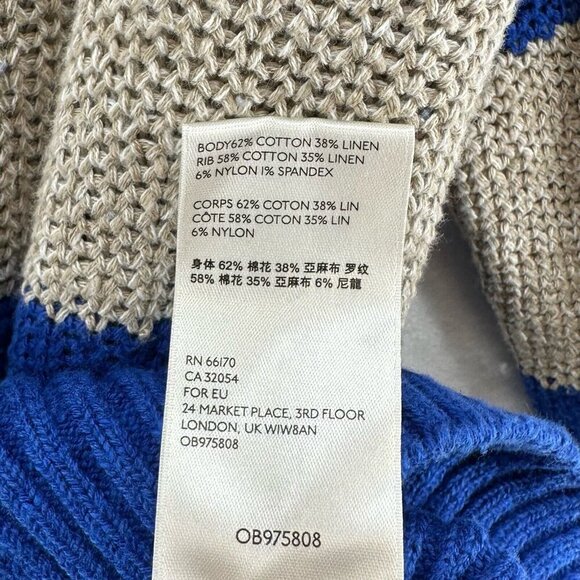 BODY62% COTTON 38% LINEN
RIB 58% COTTON 35% LINEN
6% NYLON 1% SPANDEX
CORPS 62% COTON 38% LIN
CÔTE 58% COTON 35% LIN
6% NYLON
身体 62% 棉花 38% 亞麻布 罗纹
58% 棉花 35% 亞麻布 6% 尼龍
RN 66170
CA 32054
FOR EU
24 MARKET PLACE, 3RD FLOOR
LONDON, UK W1W8AN
OB975808
OB975808